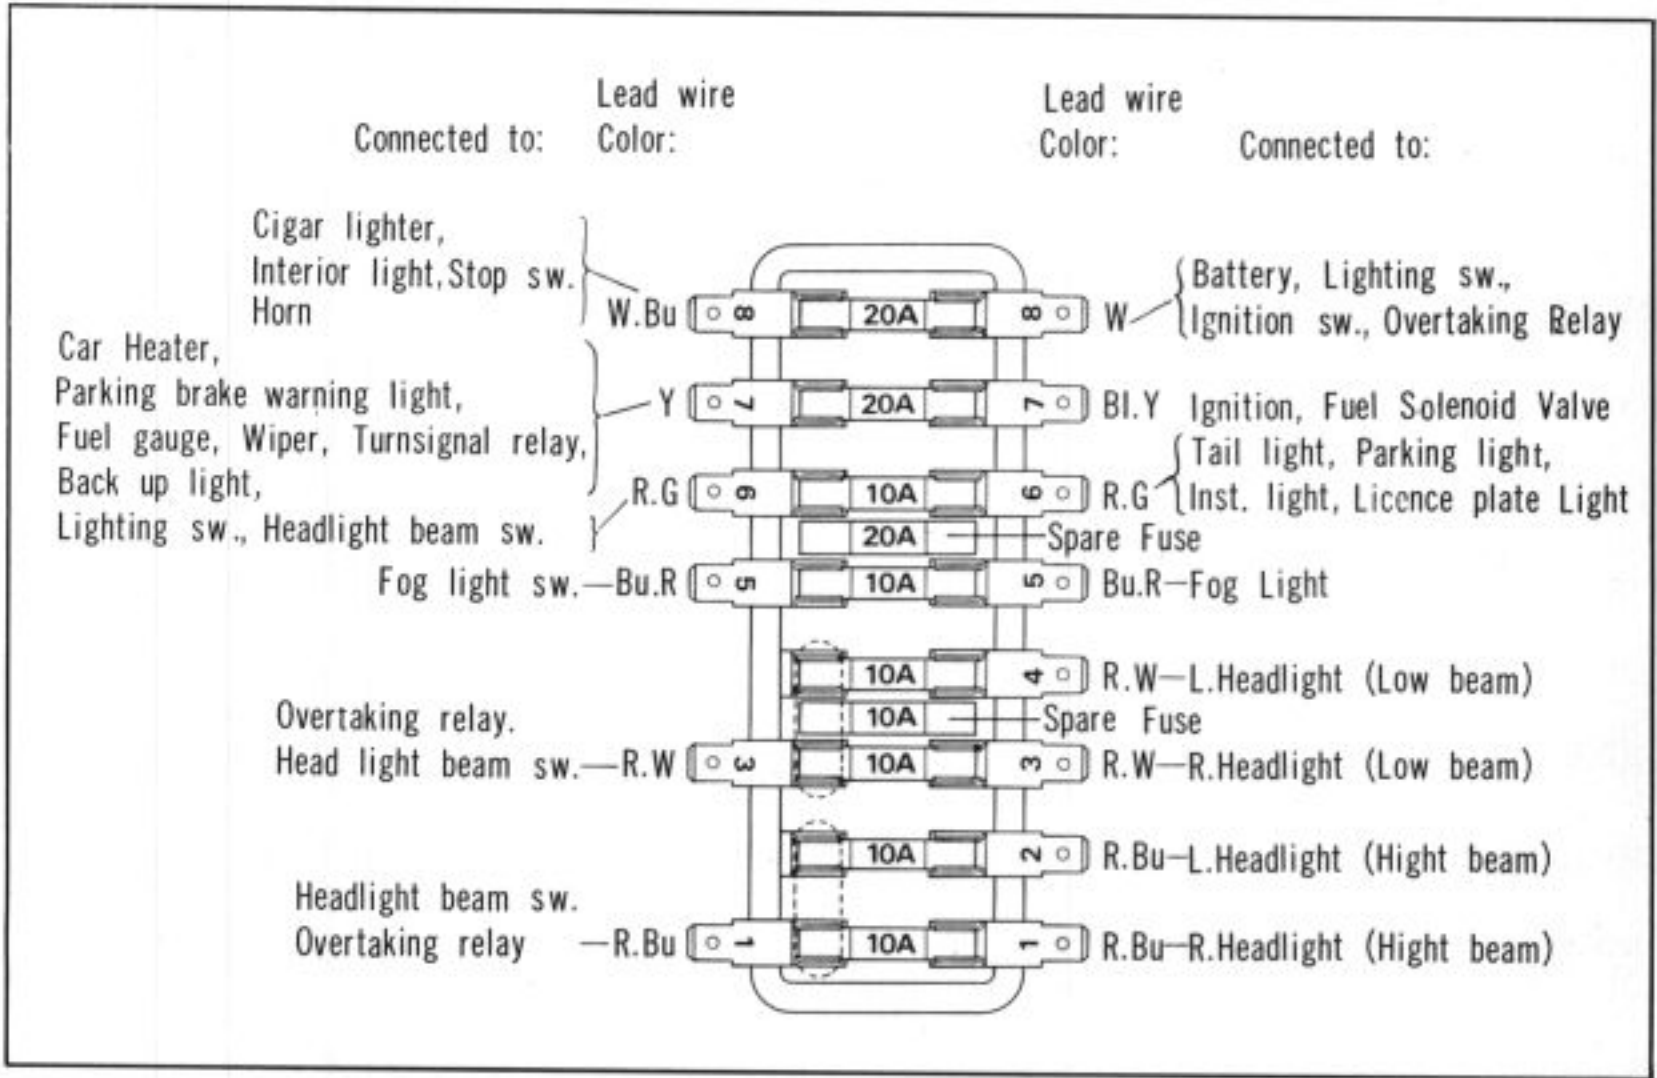 Lead wire
Connected to: Color:
Lead wire
Color: Connected to:
Cigar lighter,
Interior light, Stop sw.
Horn
W.Bu 8 20A 8 W
Battery, Lighting sw.,
Ignition sw., Overtaking Relay
Car Heater,
Parking brake warning light,
Fuel gauge, Wiper, Turnsignal relay,
Back up light,
Y 7 20A 7 Bl.Y Ignition, Fuel Solenoid Valve
Lighting sw., Headlight beam sw.
R.G 6 10A 6 R.G
Tail light, Parking light,
Inst. light, Licence plate Light
20A Spare Fuse
Fog light sw.—Bu.R 5 10A 5 Bu.R—Fog Light
10A 4 R.W—L.Headlight (Low beam)
10A Spare Fuse
Overtaking relay.
Head light beam sw.—R.W 3 10A 3 R.W—R.Headlight (Low beam)
10A 2 R.Bu—L.Headlight (Hight beam)
Headlight beam sw.
Overtaking relay —R.Bu 1 10A 1 R.Bu—R.Headlight (Hight beam)